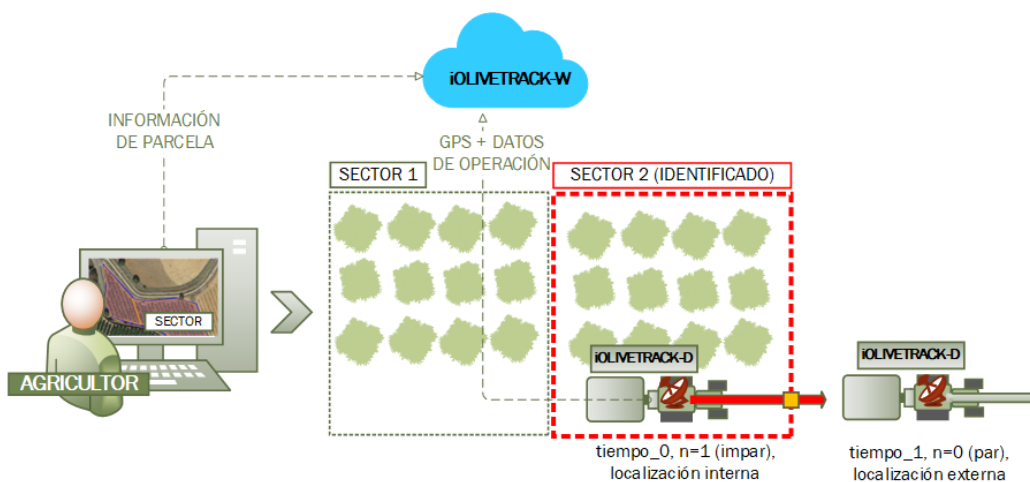 iOLIVETRACK-W
INFORMACIÓN
DE PARCELA
GPS + DATOS
DE OPERACIÓN
SECTOR 1
SECTOR 2 (IDENTIFICADO)
SECTOR
AGRICULTOR
iOLIVETRACK-D
iOLIVETRACK-D
tiempo_0, n=1 (impar),
localización interna
tiempo_1, n=0 (par),
localización externa